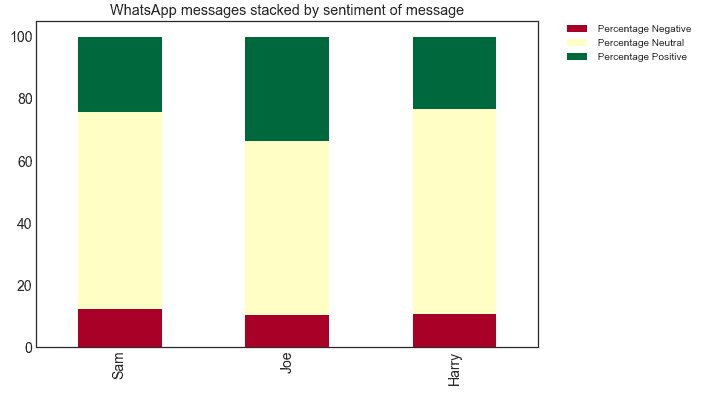 WhatsApp messages stacked by sentiment of message
Percentage Negative
Percentage Neutral
Percentage Positive
100
80
60
40
20
0
Sam
Joe
Harry